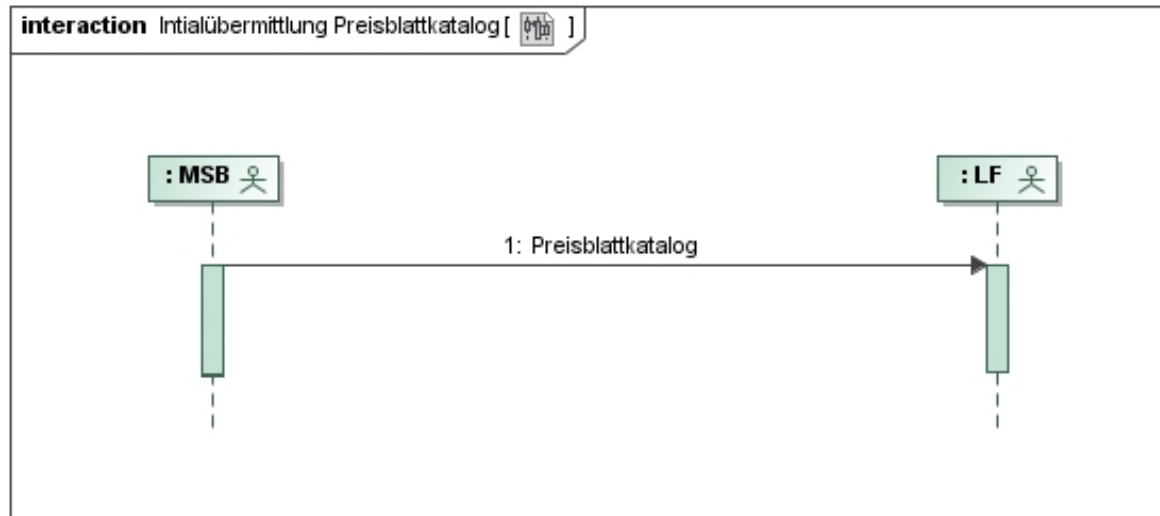 interaction Intialübermittlung Preisblattkatalog [ ]
: MSB
: LF
1: Preisblattkatalog